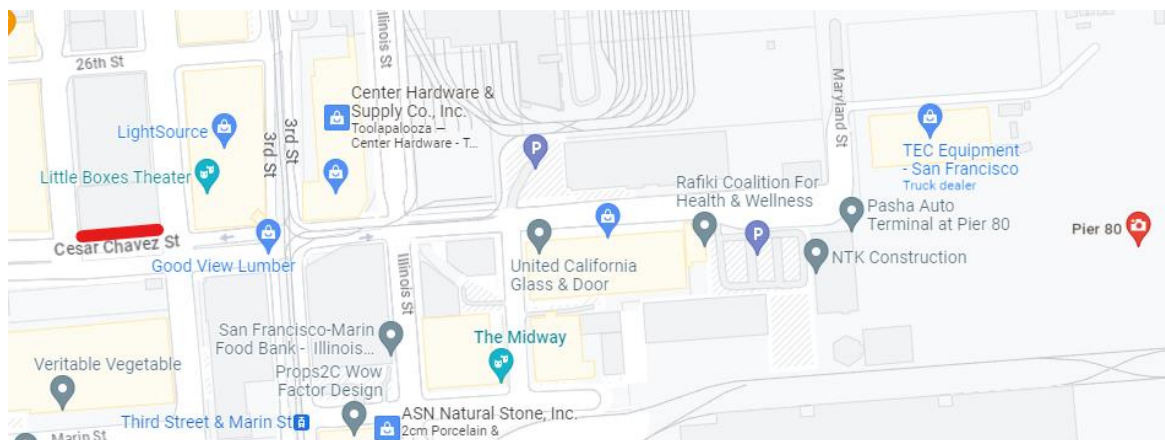 26th St
LightSource
Little Boxes Theater
3rd St
3rd St
Illinois St
Center Hardware &
Supply Co., Inc.
Toolapalooza —
Center Hardware - T...
P
Maryland St
TEC Equipment
- San Francisco
Truck dealer
Rafiki Coalition For
Health & Wellness
Pasha Auto
Terminal at Pier 80
Pier 80
Cesar Chavez St
Good View Lumber
Illinois St
United California
Glass & Door
P
NTK Construction
San Francisco-Marin
Food Bank - Illinois...
The Midway
Veritable Vegetable
Props2C Wow
Factor Design
Third Street & Marin St
ASN Natural Stone, Inc.
2cm Porcelain &
Marin St